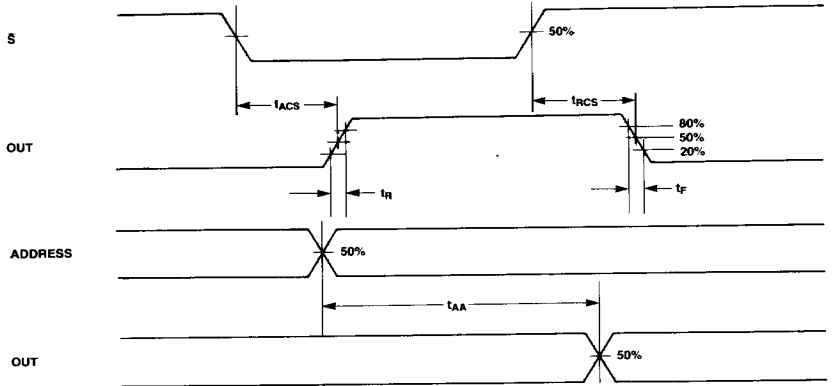 S̄
50%
tACS
tRCS
OUT
80%
50%
20%
tR
tF
ADDRESS
50%
tAA
OUT
50%